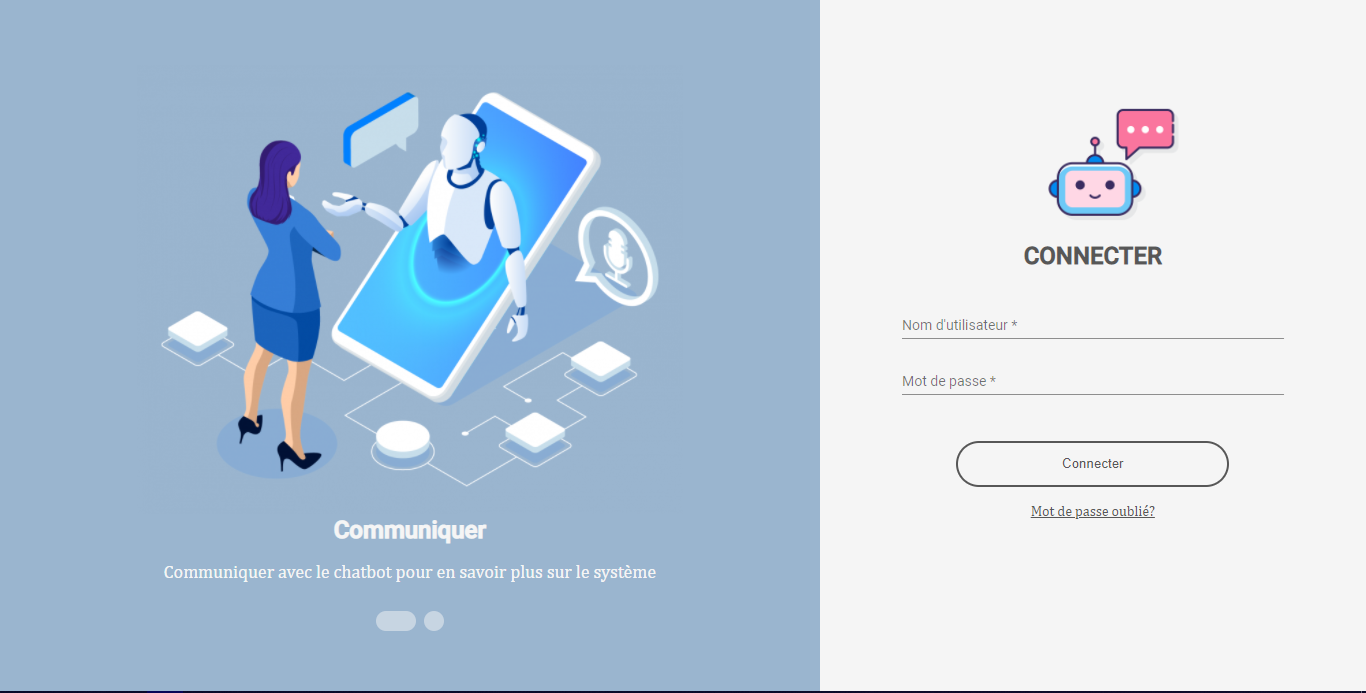 Communiquer
Communiquer avec le chatbot pour en savoir plus sur le système
CONNECTER
Nom d'utilisateur *
Mot de passe *
Connecter
Mot de passe oublié?